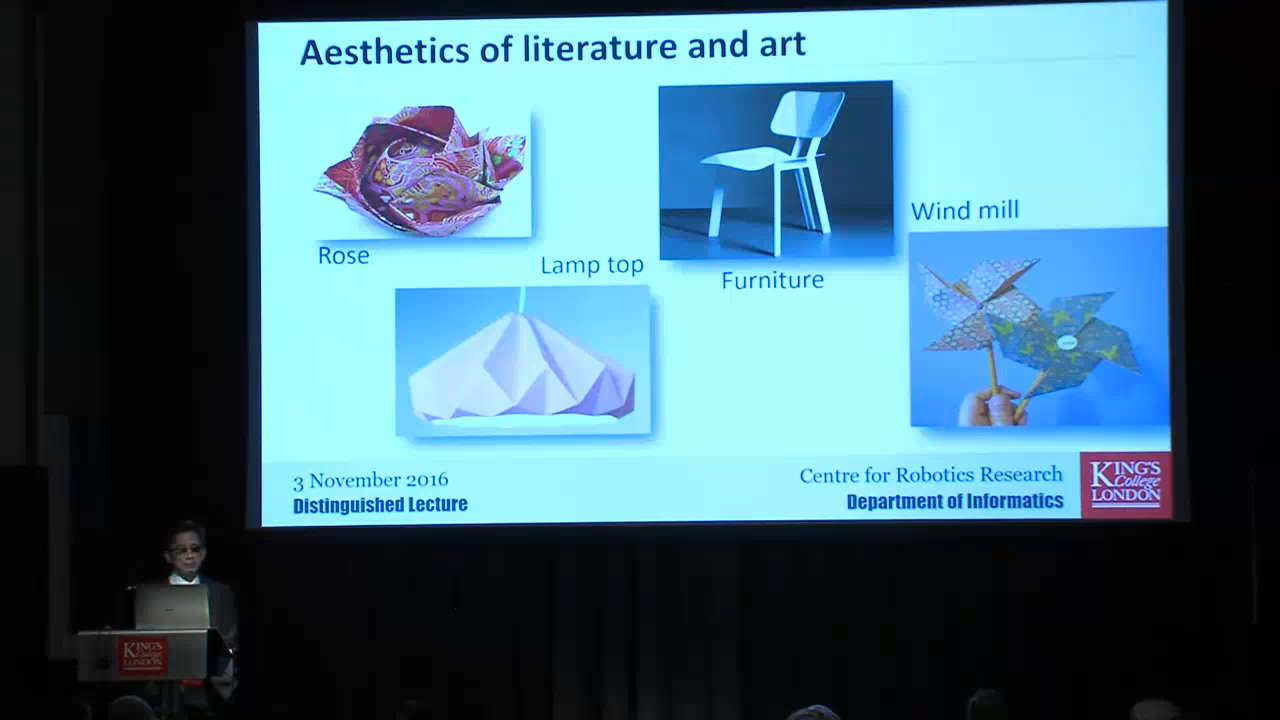 Aesthetics of literature and art
Rose
Lamp top
Furniture
Wind mill
3 November 2016
Distinguished Lecture
Centre for Robotics Research
Department of Informatics
KING'S
College
LONDON
KING'S
College
LONDON